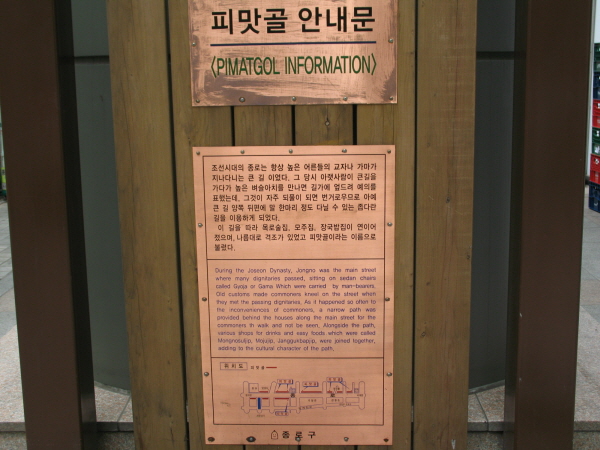 피맛골 안내문
〈PIMATGOL INFORMATION〉
조선시대의 종로는 항상 높은 어른들의 교자나 가마가
지나다니는 큰 길 이였다. 그 당시 아랫사람이 큰길을
가다가 높은 벼슬아치를 만나면 길가에 엎드려 예의를
표했는데, 그것이 자주 되풀이 되면 번거로우므로 아예
큰 길 양쪽 뒤편에 말 한마리 정도 다닐 수 있는 좁다란
길을 이용하게 되었다.
이 길을 따라 목로술집, 모주집, 장국밥집이 연이어
졌으며, 나름대로 격조가 있었고 피맛골이라는 이름으로
불렸다.
During the Joseon Dynasty, Jongno was the main street
where many dignitaries passed, sitting on sedan chairs
called Gyoja or Gama Which were carried by man-bearers.
Old customs made commoners kneel on the street when
they met the passing dignitaries. As it happened so often to
the inconveniences of commoners, a narrow path was
provided behind the houses along the main street for the
commoners th walk and not be seen. Alongside the path,
various shops for drinks and easy foods which were called
Mongnosuljip, Mojujip, Janggukbapjip, were joined together,
adding to the cultural character of the path.
위 치 도
피맛골
종 로 구